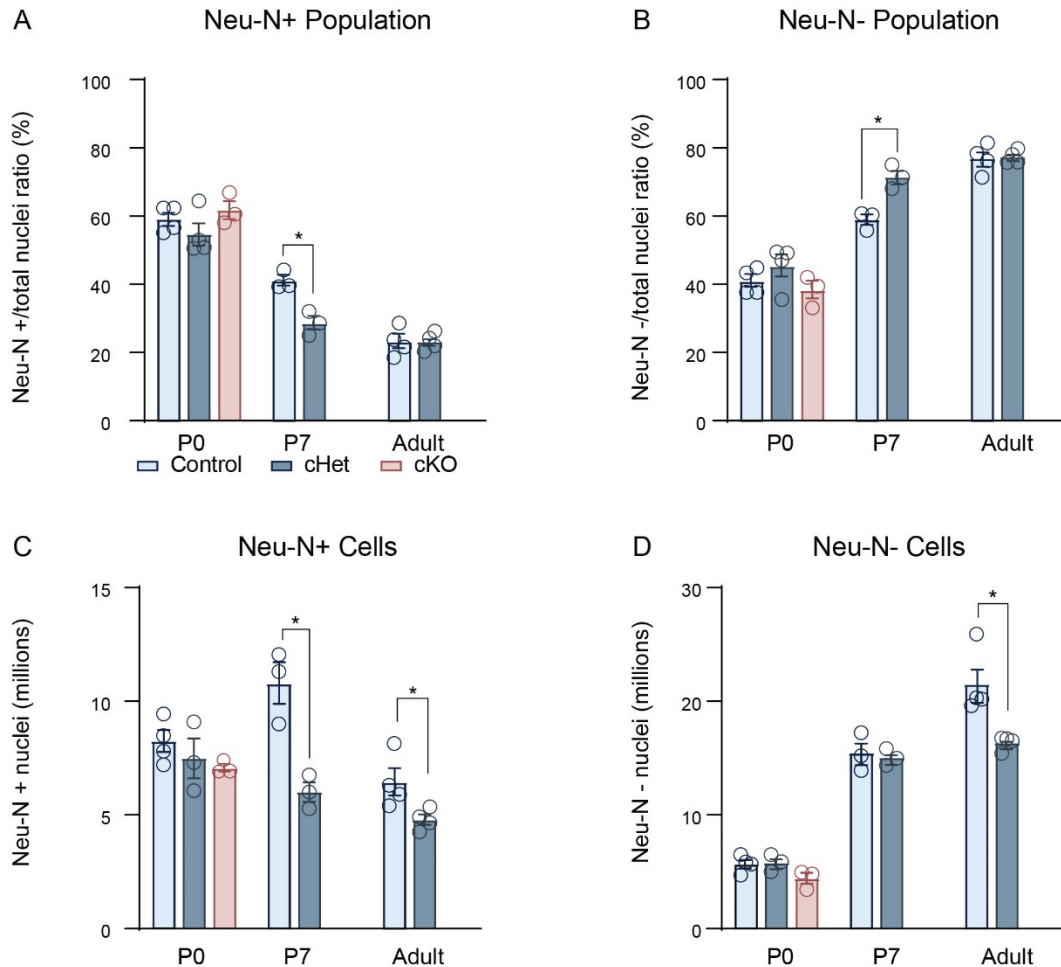 A
Neu-N+ Population
Neu-N +/total nuclei ratio (%)
100
80
60
40
20
0
*
P0
P7
Adult
Control
cHet
cKO
B
Neu-N- Population
Neu-N -/total nuclei ratio (%)
100
80
60
40
20
0
*
P0
P7
Adult
C
Neu-N+ Cells
Neu-N + nuclei (millions)
15
10
5
0
*
*
P0
P7
Adult
D
Neu-N- Cells
Neu-N - nuclei (millions)
30
20
10
0
*
P0
P7
Adult